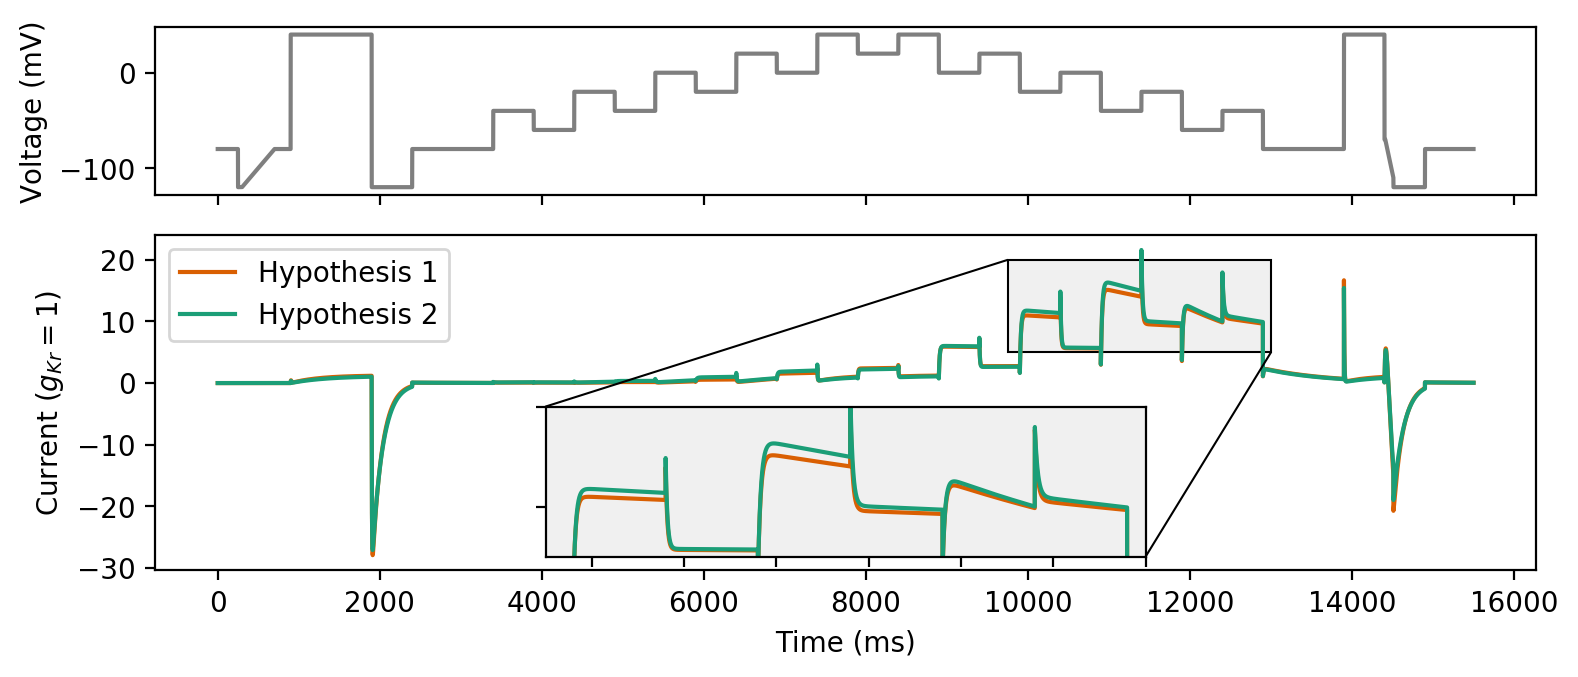 Voltage (mV)
0
−100
Current (gKr = 1)
20
10
0
−10
−20
−30
Hypothesis 1
Hypothesis 2
0 2000 4000 6000 8000 10000 12000 14000 16000
Time (ms)